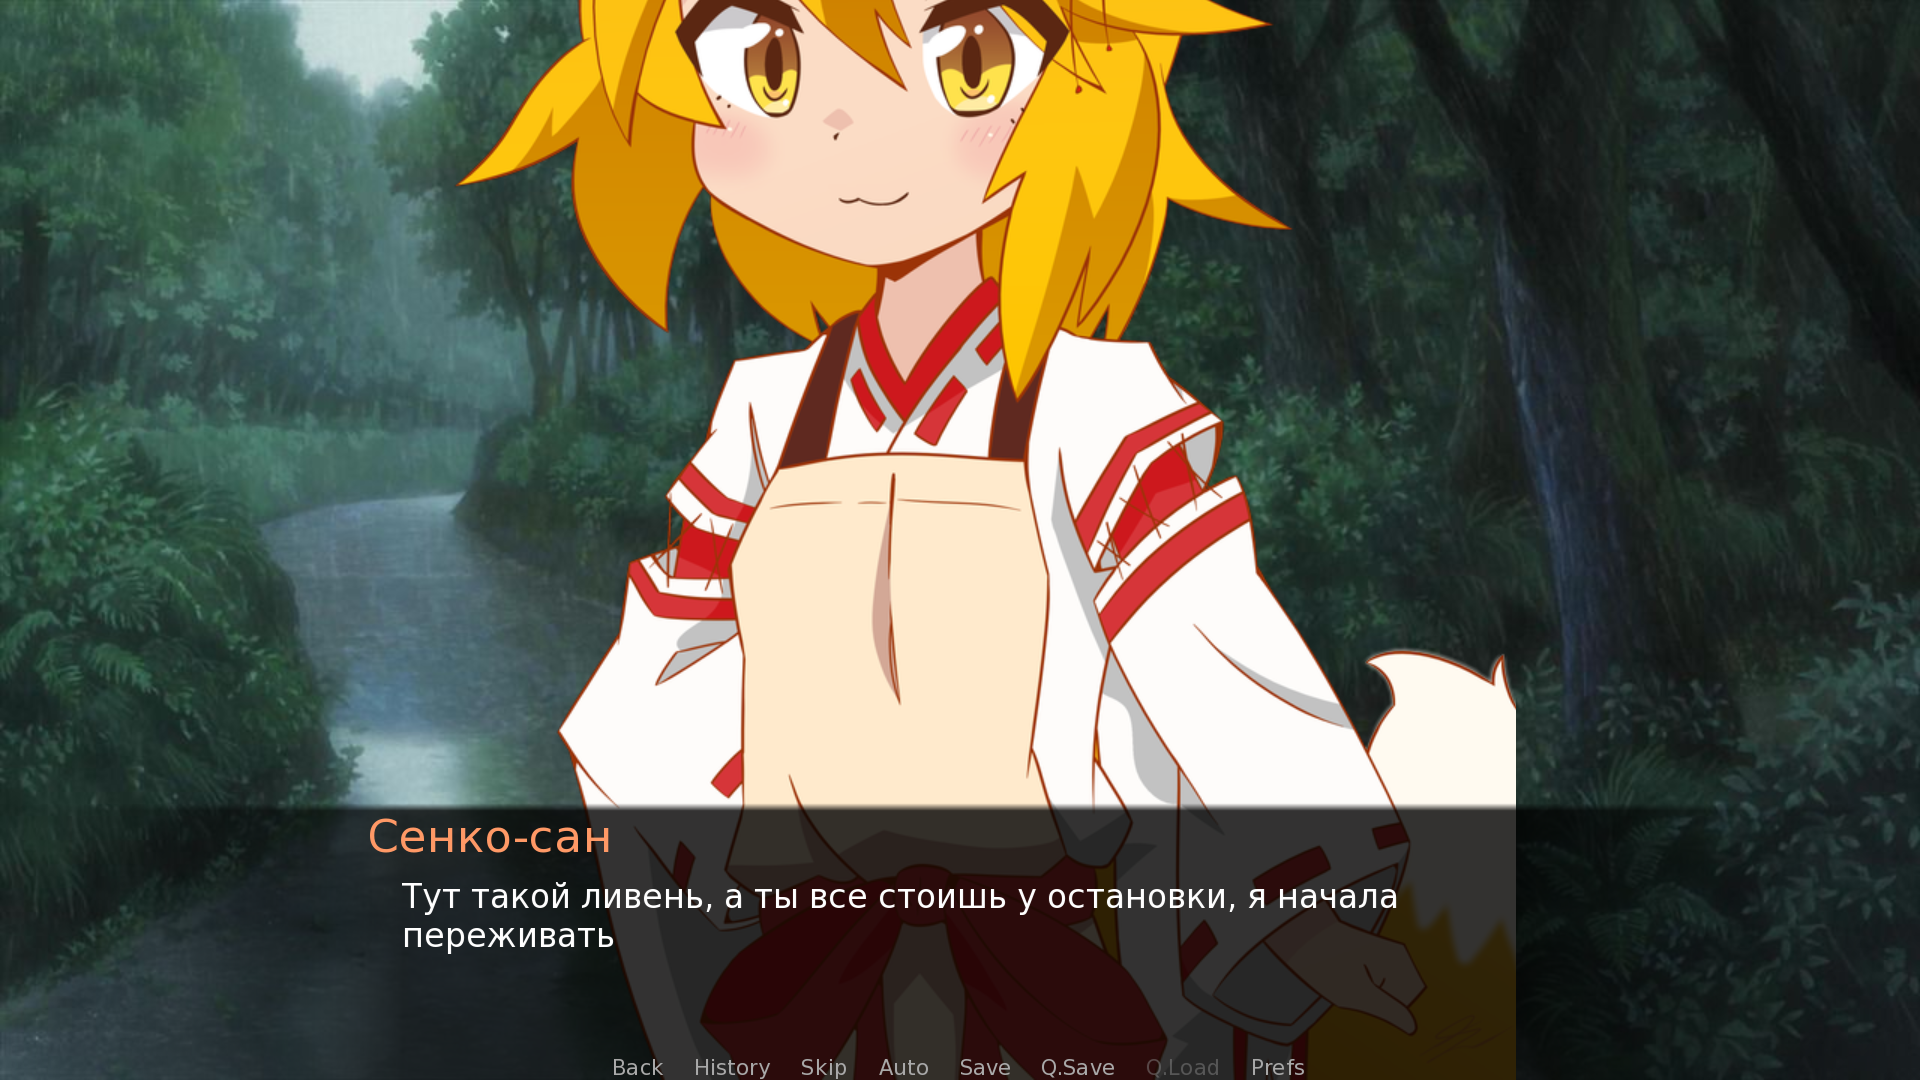 Сенко-сан
Тут такой ливень, а ты все стоишь у остановки, я начала
переживать
Back History Skip Auto Save Q.Save Q.Load Prefs